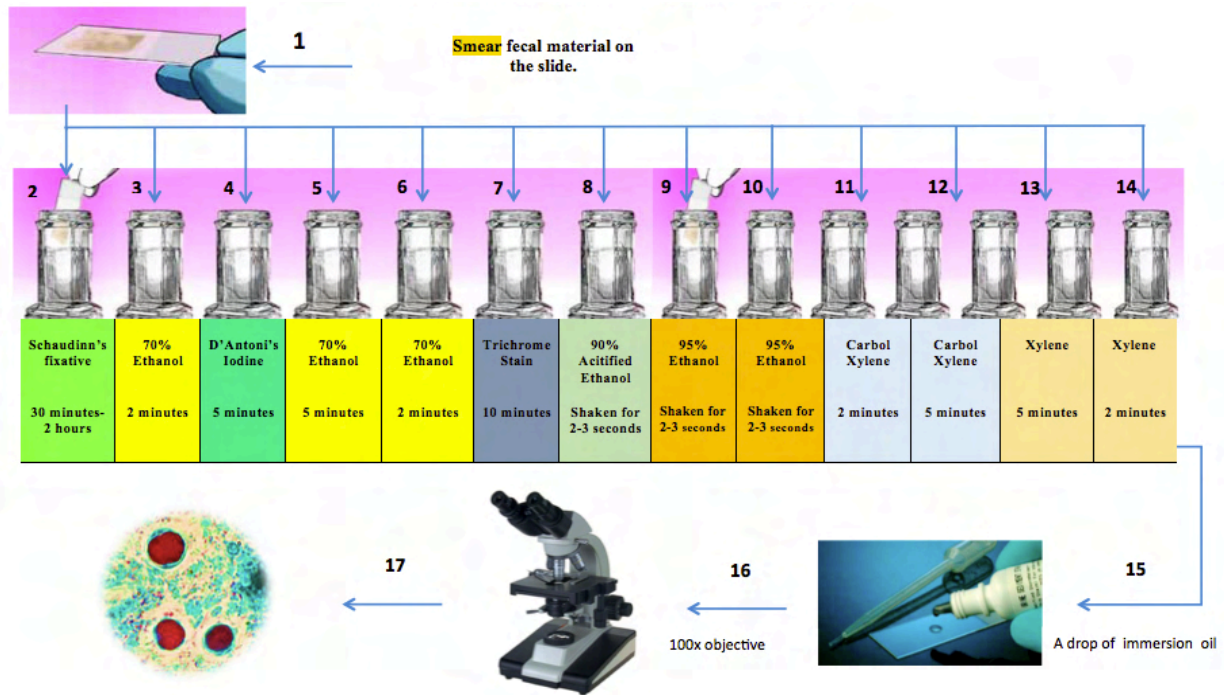 1
Smear fecal material on
the slide.
2
3
4
5
6
7
8
9
10
11
12
13
14
Schaudinn's
fixative
30 minutes-
2 hours
70%
Ethanol
2 minutes
D'Antoni's
Iodine
5 minutes
70%
Ethanol
5 minutes
70%
Ethanol
2 minutes
Trichrome
Stain
10 minutes
90%
Acitified
Ethanol
Shaken for
2-3 seconds
95%
Ethanol
Shaken for
2-3 seconds
95%
Ethanol
Shaken for
2-3 seconds
Carbol
Xylene
2 minutes
Carbol
Xylene
5 minutes
Xylene
5 minutes
Xylene
2 minutes
15
A drop of immersion oil
16
100x objective
17